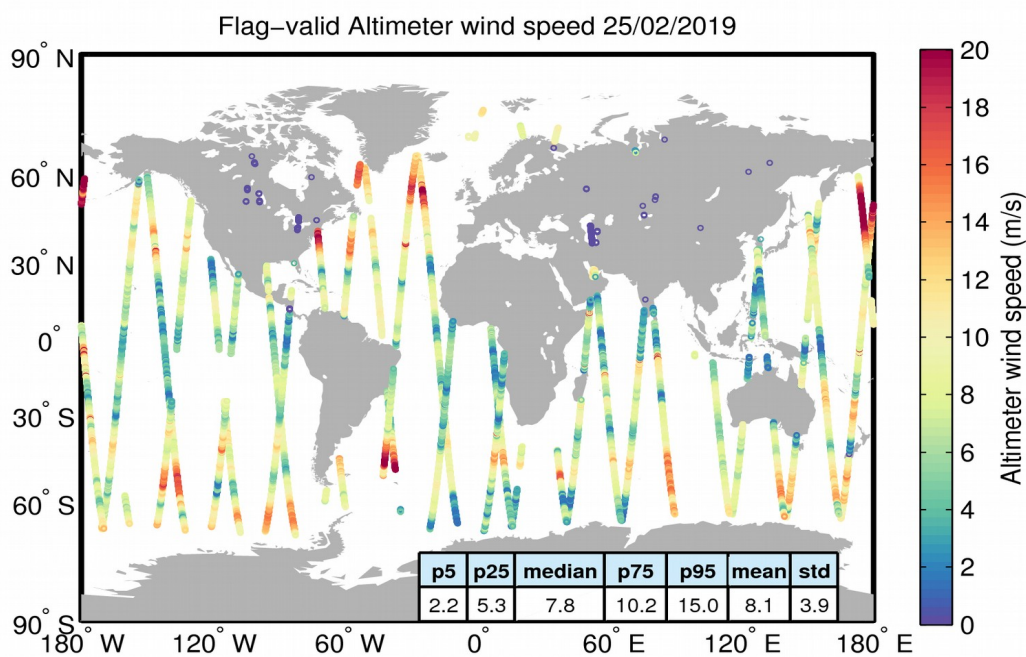 Flag−valid Altimeter wind speed 25/02/2019
90° N
60° N
30° N
0°
30° S
60° S
90° S
180° W
120° W
60° W
0°
60° E
120° E
180° E
p5 p25 median p75 p95 mean std
2.2 5.3 7.8 10.2 15.0 8.1 3.9
20
18
16
14
12
10
8
6
4
2
0
Altimeter wind speed (m/s)